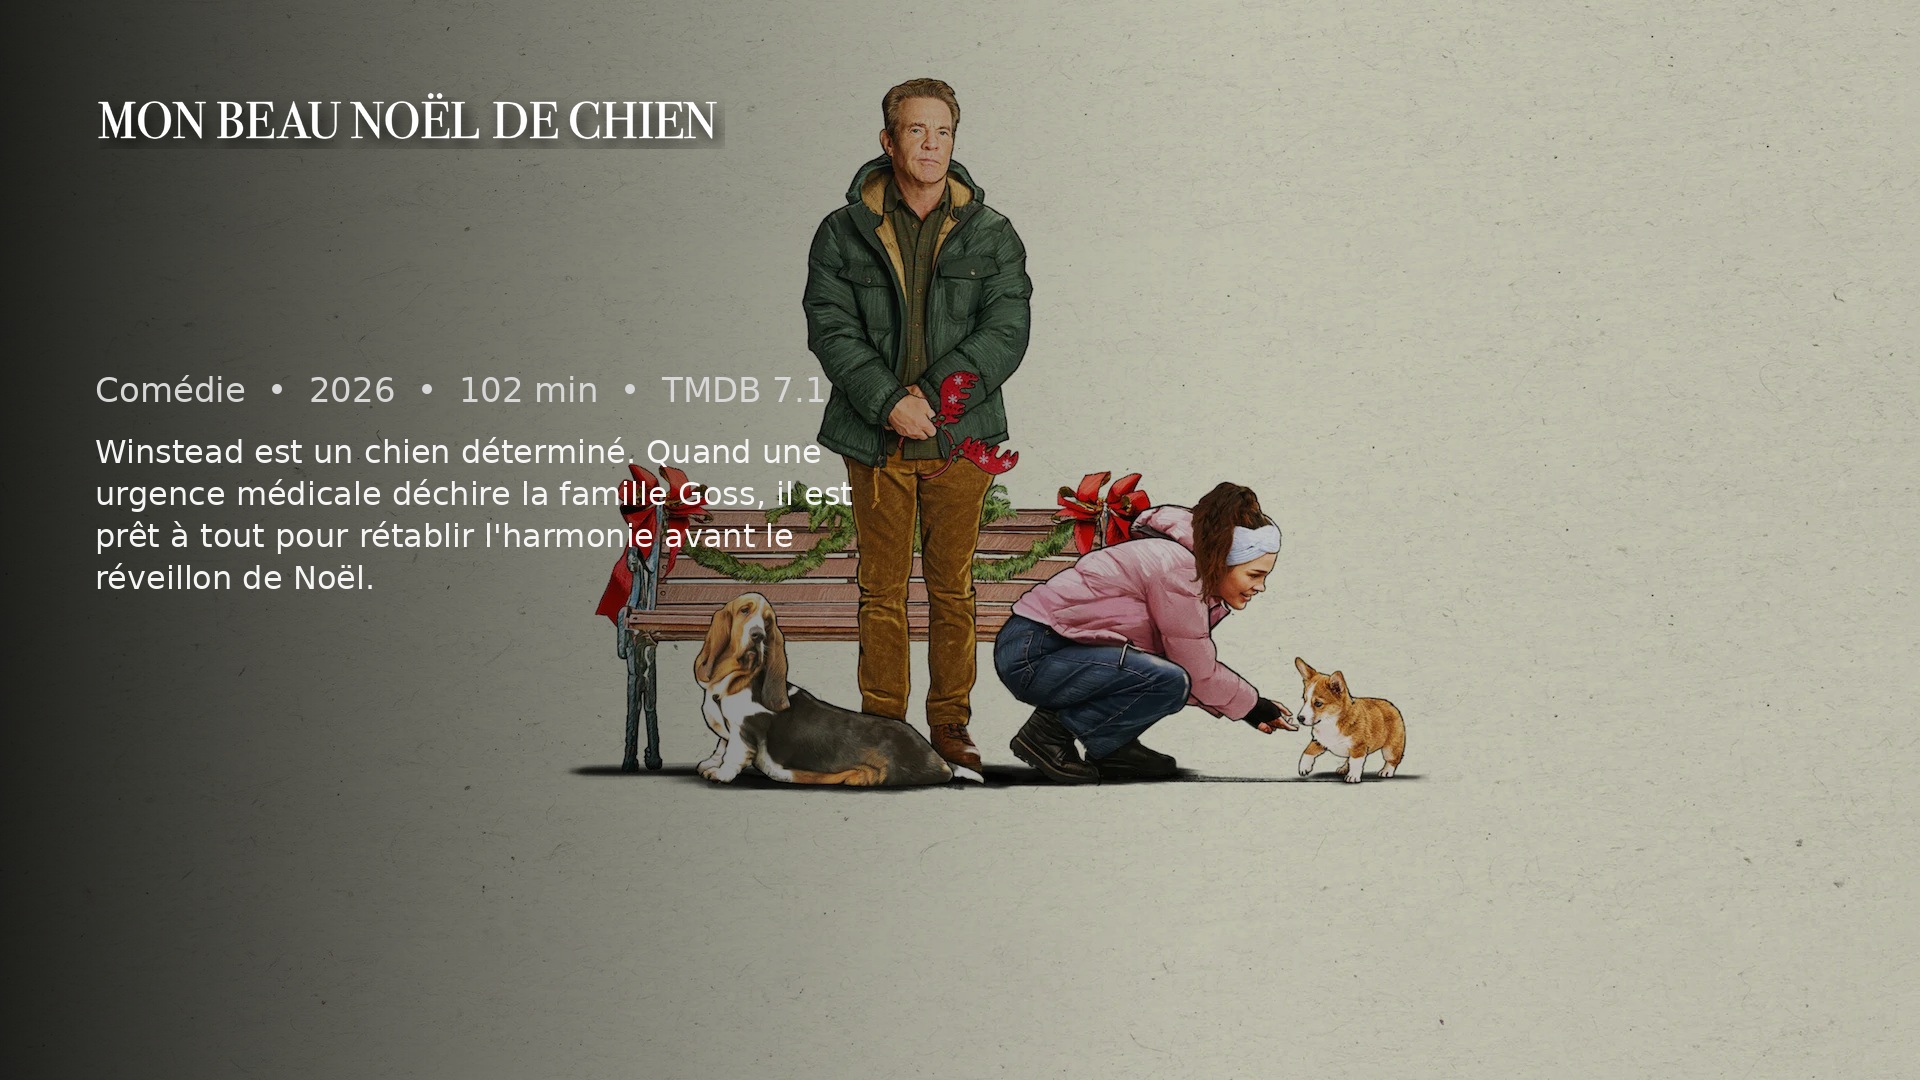 MON BEAU NOËL DE CHIEN
Comédie • 2026 • 102 min • TMDB 7.1
Winstead est un chien déterminé. Quand une
urgence médicale déchire la famille Goss, il est
prêt à tout pour rétablir l'harmonie avant le
réveillon de Noël.